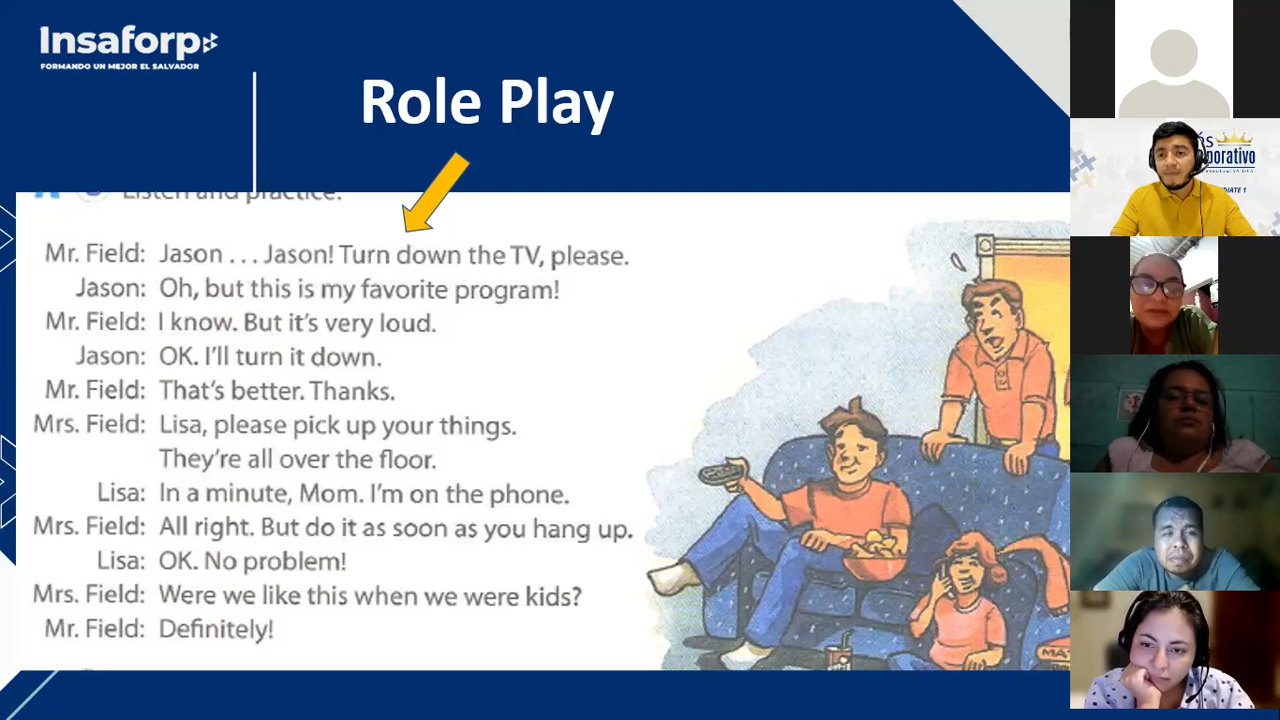 Insaforp
FORMANDO UN MEJOR EL SALVADOR
Role Play
Listen and practice.
Mr. Field: Jason . . . Jason! Turn down the TV, please.
Jason: Oh, but this is my favorite program!
Mr. Field: I know. But it's very loud.
Jason: OK. I'll turn it down.
Mr. Field: That's better. Thanks.
Mrs. Field: Lisa, please pick up your things.
They're all over the floor.
Lisa: In a minute, Mom. I'm on the phone.
Mrs. Field: All right. But do it as soon as you hang up.
Lisa: OK. No problem!
Mrs. Field: Were we like this when we were kids?
Mr. Field: Definitely!